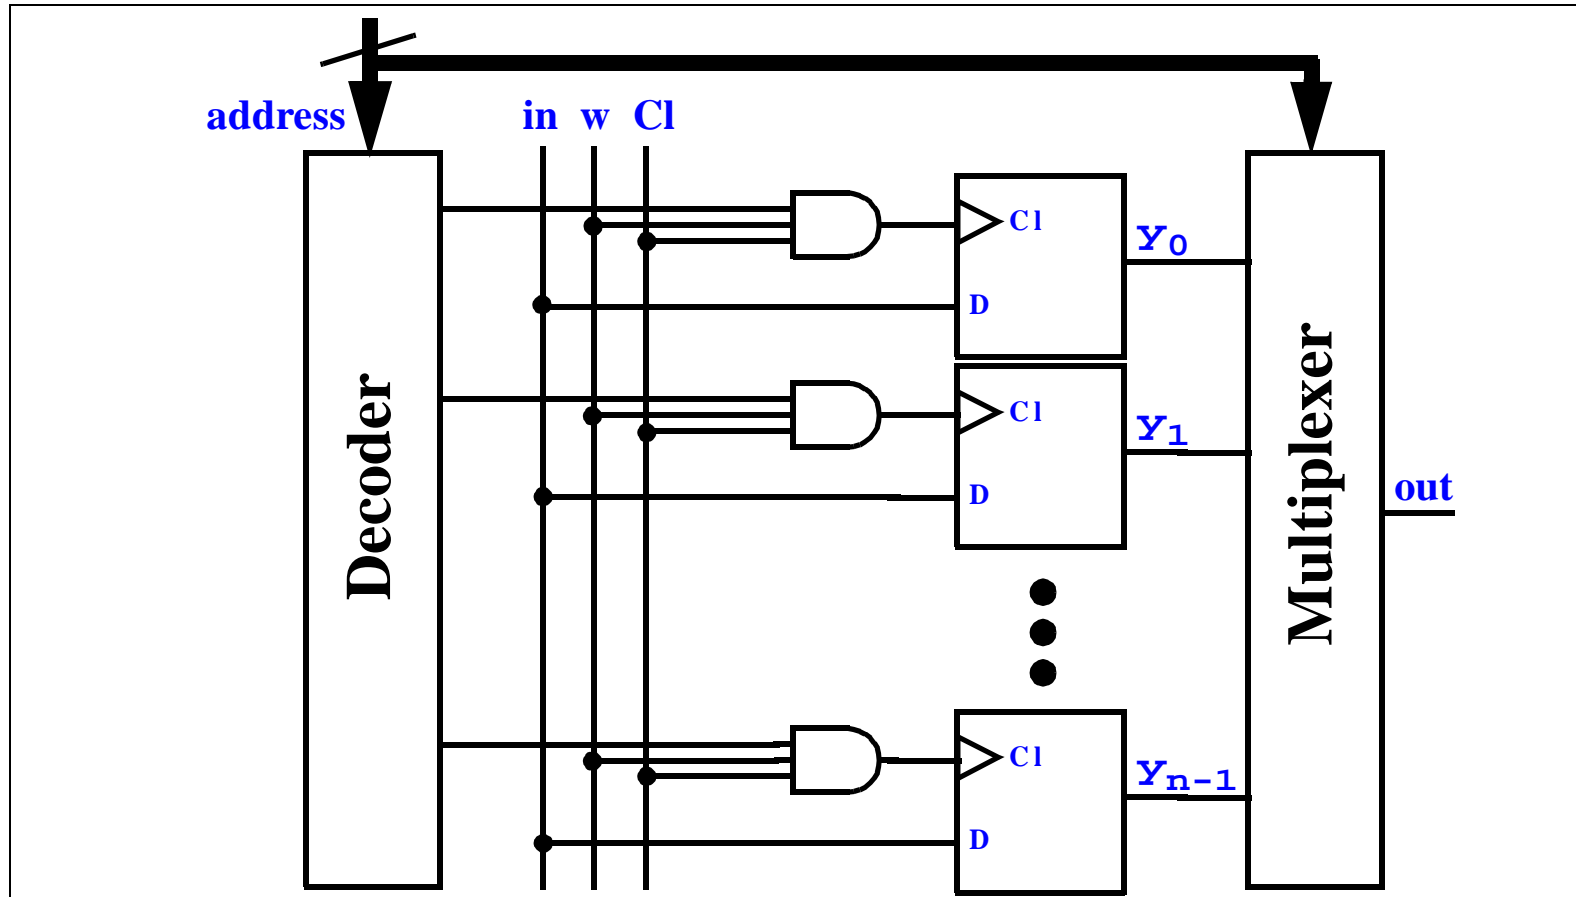 address
in w Cl
Cl
Y0
D
Cl
Y1
D
Decoder
Multiplexer
out
Cl
Yn-1
D